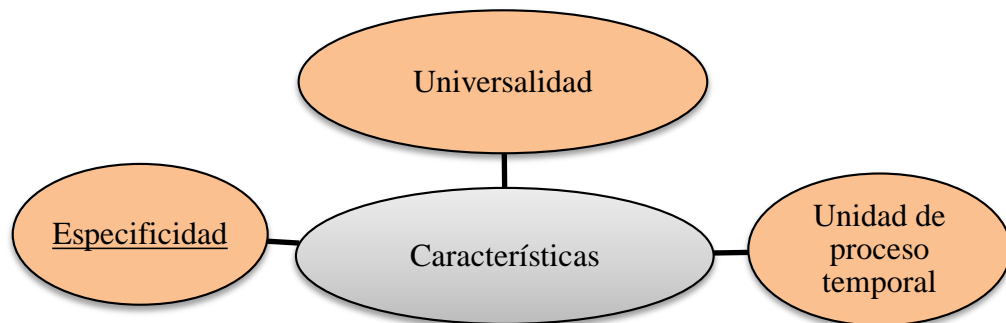 Universalidad
Especificidad
Características
Unidad de
proceso
temporal